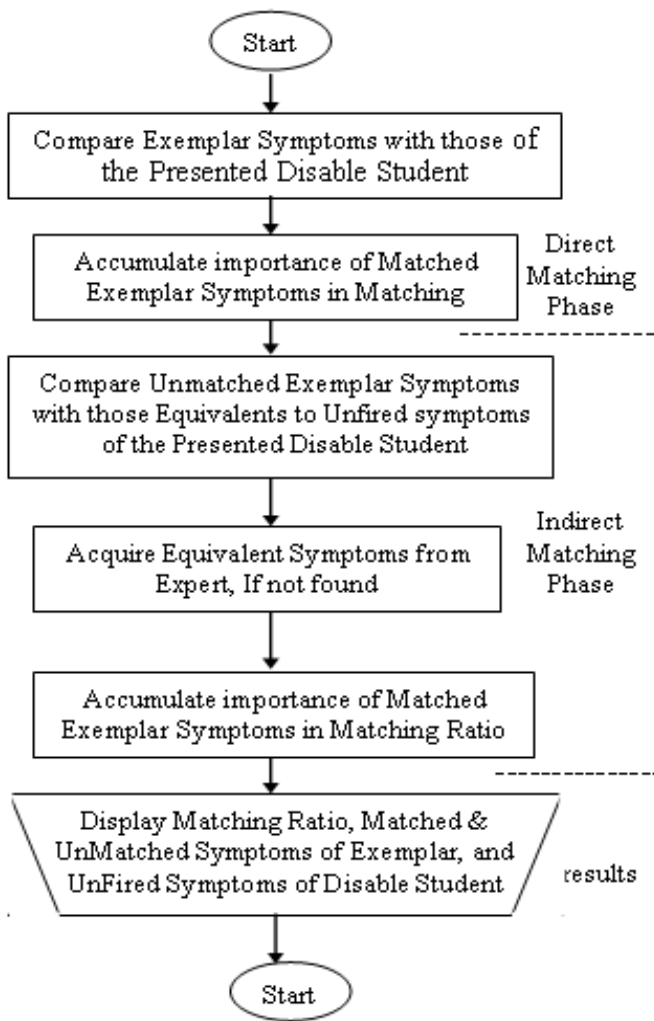 Start
Compare Exemplar Symptoms with those of
the Presented Disable Student
Accumulate importance of Matched
Exemplar Symptoms in Matching
Direct
Matching
Phase
Compare Unmatched Exemplar Symptoms
with those Equivalents to Unfired symptoms
of the Presented Disable Student
Acquire Equivalent Symptoms from
Expert, If not found
Indirect
Matching
Phase
Accumulate importance of Matched
Exemplar Symptoms in Matching Ratio
Display Matching Ratio, Matched &
UnMatched Symptoms of Exemplar, and
UnFired Symptoms of Disable Student
results
Start